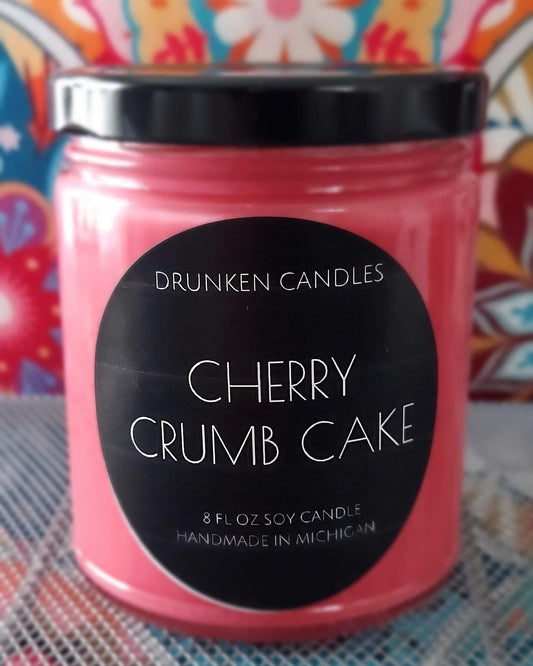 DRUNKEN CANDLES
CHERRY
CRUMB CAKE
8 FL OZ SOY CANDLE
HANDMADE IN MICHIGAN